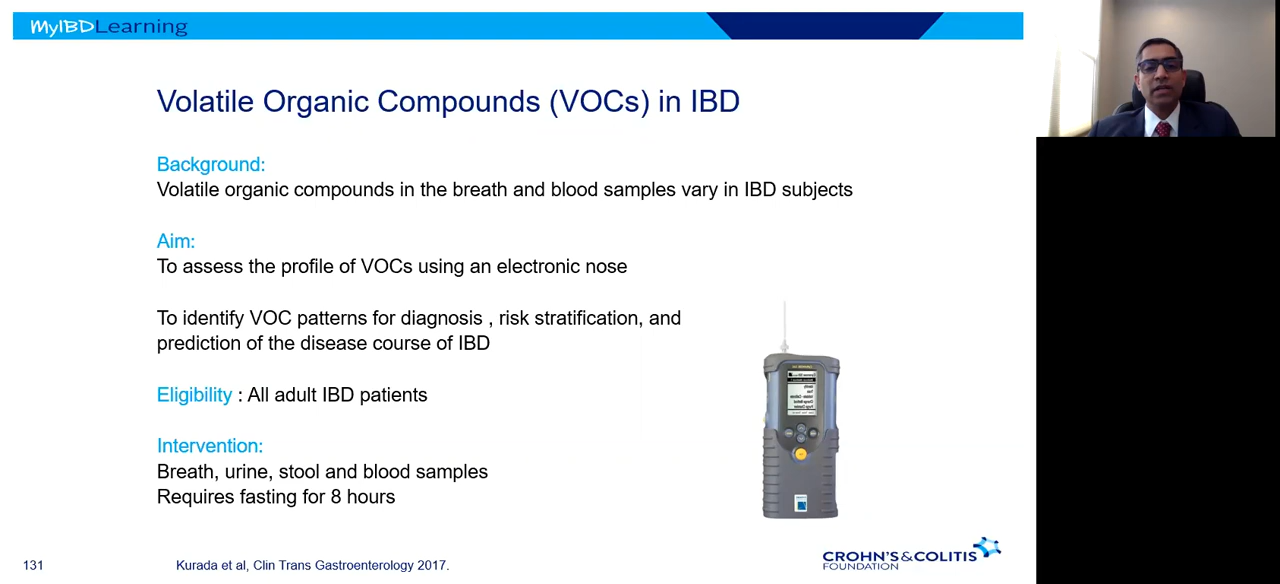 MyIBDLearning
Volatile Organic Compounds (VOCs) in IBD
Background:
Volatile organic compounds in the breath and blood samples vary in IBD subjects
Aim:
To assess the profile of VOCs using an electronic nose
To identify VOC patterns for diagnosis , risk stratification, and
prediction of the disease course of IBD
Eligibility : All adult IBD patients
Intervention:
Breath, urine, stool and blood samples
Requires fasting for 8 hours
131
Kurada et al, Clin Trans Gastroenterology 2017.
CROHN'S & COLITIS
FOUNDATION